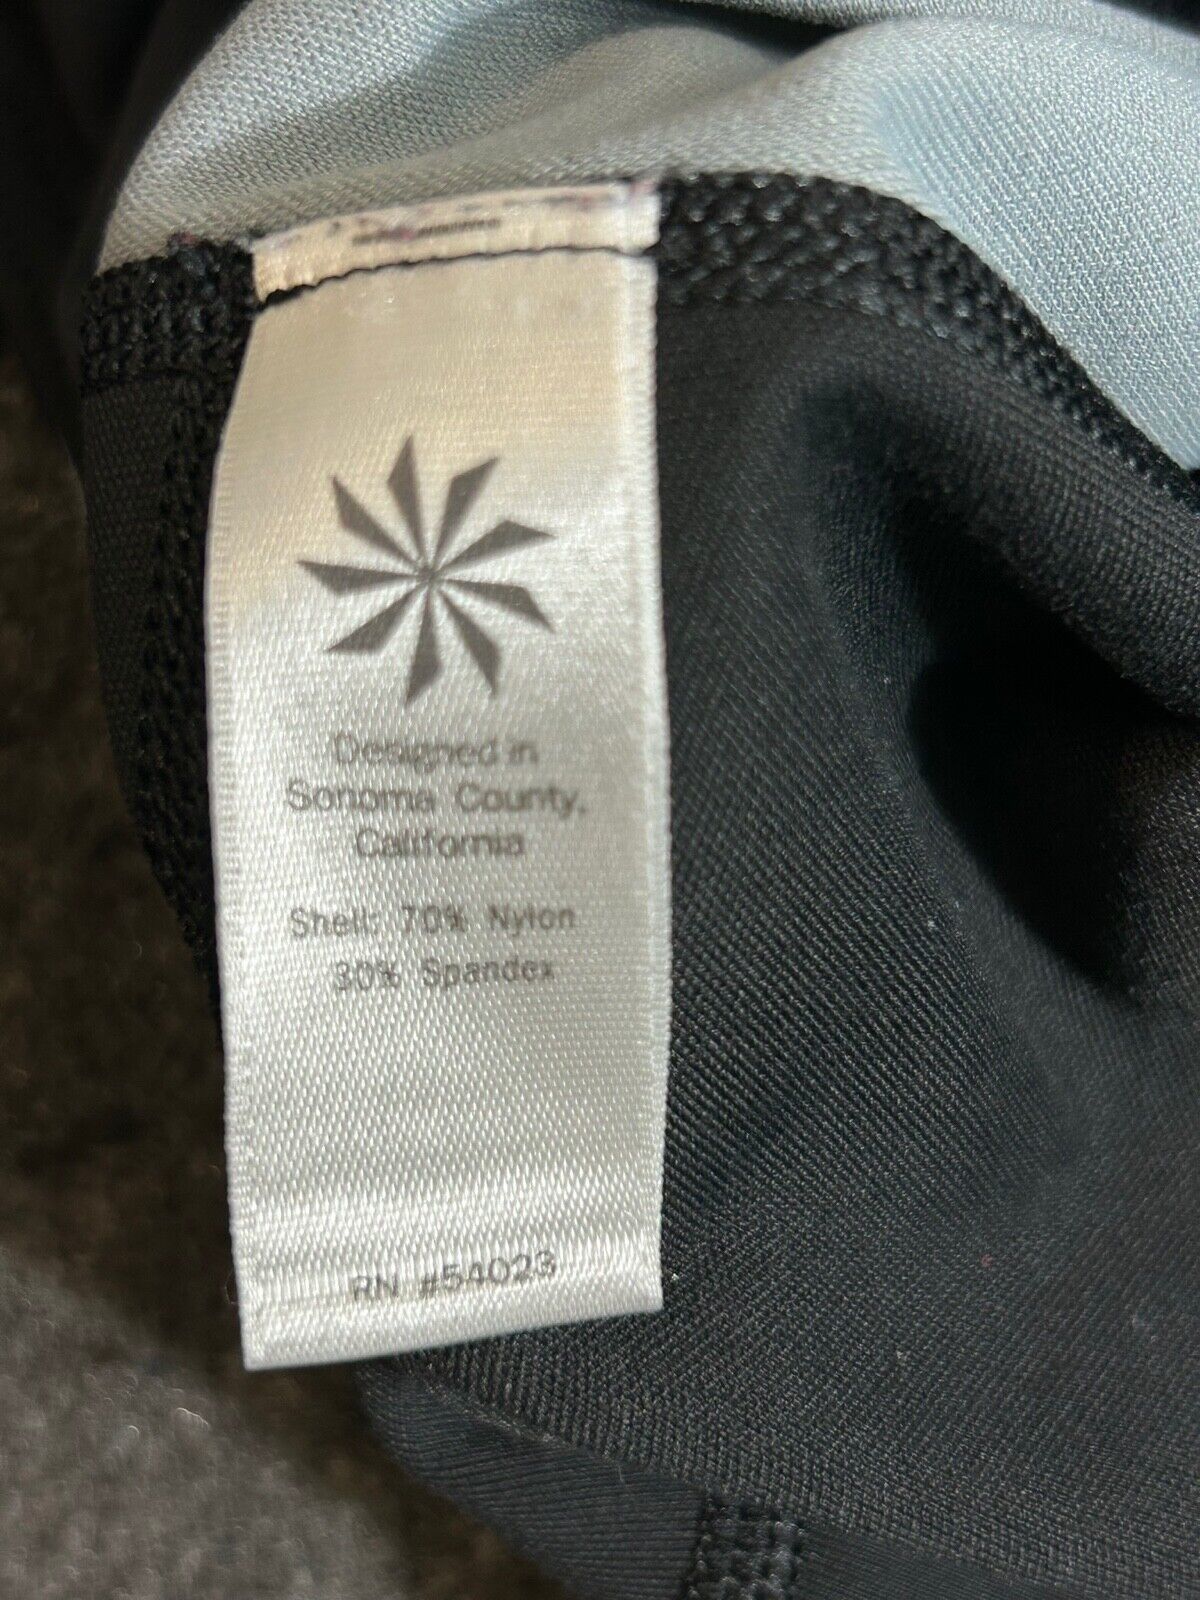 Designed in
Sonoma County,
California
Shell: 70% Nylon
30% Spandex
RN #54023